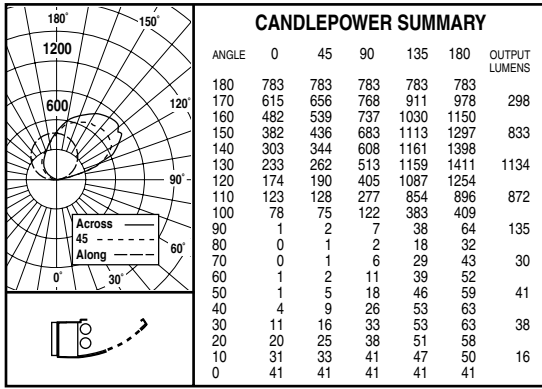 180°
150°
1200
600
120°
90°
Across
45
Along
60°
0°
30°
CANDLEPOWER SUMMARY
ANGLE 0 45 90 135 180 OUTPUT
LUMENS
180 783 783 783 783 783
170 615 656 768 911 978 298
160 482 539 737 1030 1150
150 382 436 683 1113 1297 833
140 303 344 608 1161 1398
130 233 262 513 1159 1411 1134
120 174 190 405 1087 1254
110 123 128 277 854 896 872
100 78 75 122 383 409
90 1 2 7 38 64 135
80 0 1 2 18 32
70 0 1 6 29 43 30
60 1 2 11 39 52
50 1 5 18 46 59 41
40 4 9 26 53 63
30 11 16 33 53 63 38
20 20 25 38 51 58
10 31 33 41 47 50 16
0 41 41 41 41 41